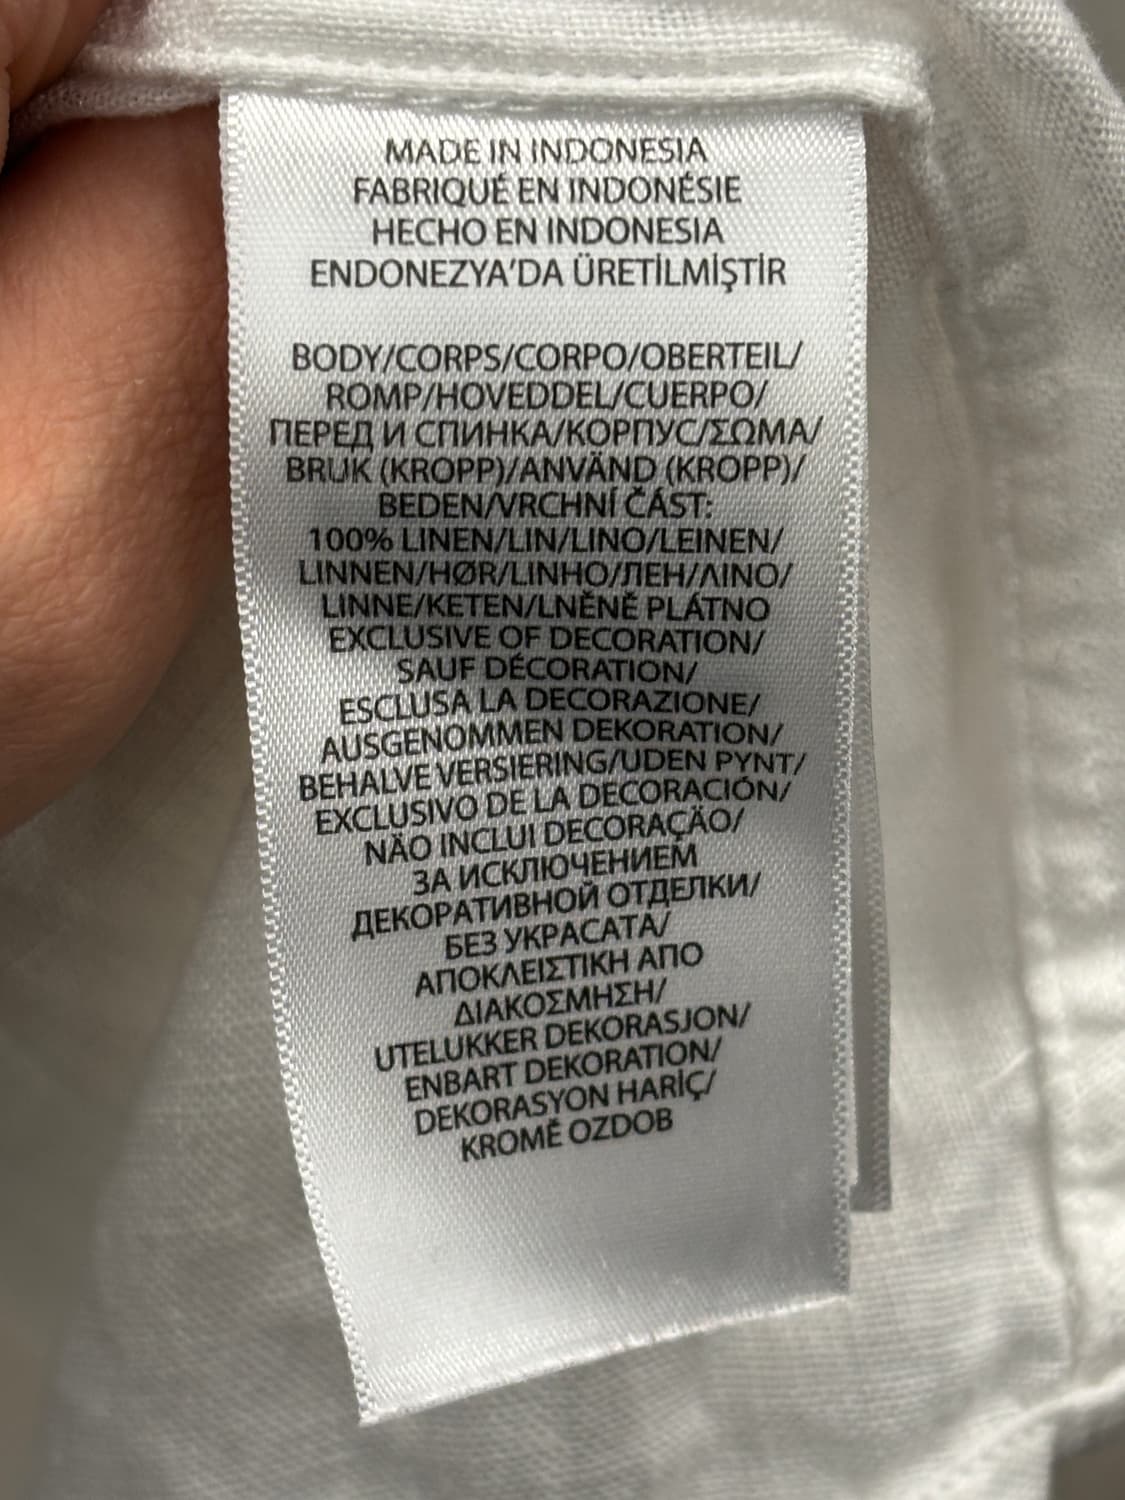 MADE IN INDONESIA
FABRIQUÉ EN INDONÉSIE
HECHO EN INDONESIA
ENDONEZYA'DA ÜRETİLMİŞTİR
BODY/CORPS/CORPO/OBERTEIL/
ROMP/HOVEDDEL/CUERPO/
ПЕРЕД И СПИНКА/КОРПУС/ΣΩΜΑ/
BRUK (KROPP)/ANVÄND (KROPP)/
BEDEN/VRCHNÍ ČÁST:
100% LINEN/LIN/LINO/LEINEN/
LINNEN/HØR/LINHO/ЛЕН/ΛΙΝΟ/
LINNE/KETEN/LNĚNĚ PLÁTNO
EXCLUSIVE OF DECORATION/
SAUF DÉCORATION/
ESCLUSA LA DECORAZIONE/
AUSGENOMMEN DEKORATION/
BEHALVE VERSIERING/UDEN PYNT/
EXCLUSIVO DE LA DECORACIÓN/
NÄO INCLUI DECORAÇÄO/
ЗА ИСКЛЮЧЕНИЕМ
ДЕКОРАТИВНОЙ ОТДЕЛКИ/
БЕЗ УКРАСАТА/
ΑΠΟΚΛΕΙΣΤΙΚΗ ΑΠΟ
ΔΙΑΚΟΣΜΗΣΗ/
UTELUKKER DEKORASJON/
ENBART DEKORATION/
DEKORASYON HARİÇ/
KROMĚ OZDOB